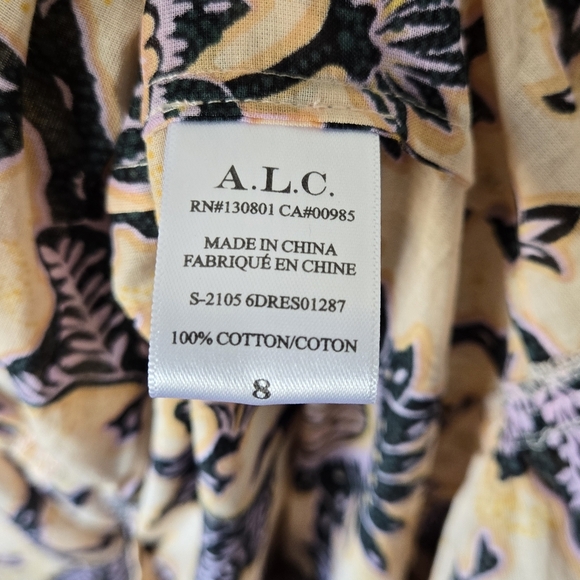 A.L.C.
RN#130801 CA#00985
MADE IN CHINA
FABRIQUÉ EN CHINE
S-2105 6DRES01287
100% COTTON/COTON
8